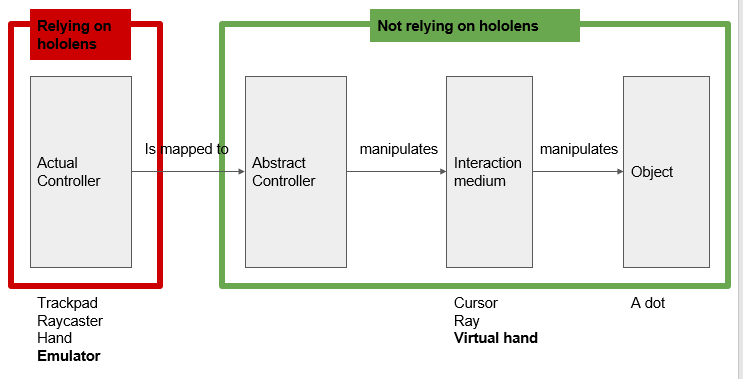 Relying on
hololens
Not relying on hololens
Actual
Controller
Is mapped to
Abstract
Controller
manipulates
Interaction
medium
manipulates
Object
Trackpad
Raycaster
Hand
Emulator
Cursor
Ray
Virtual hand
A dot